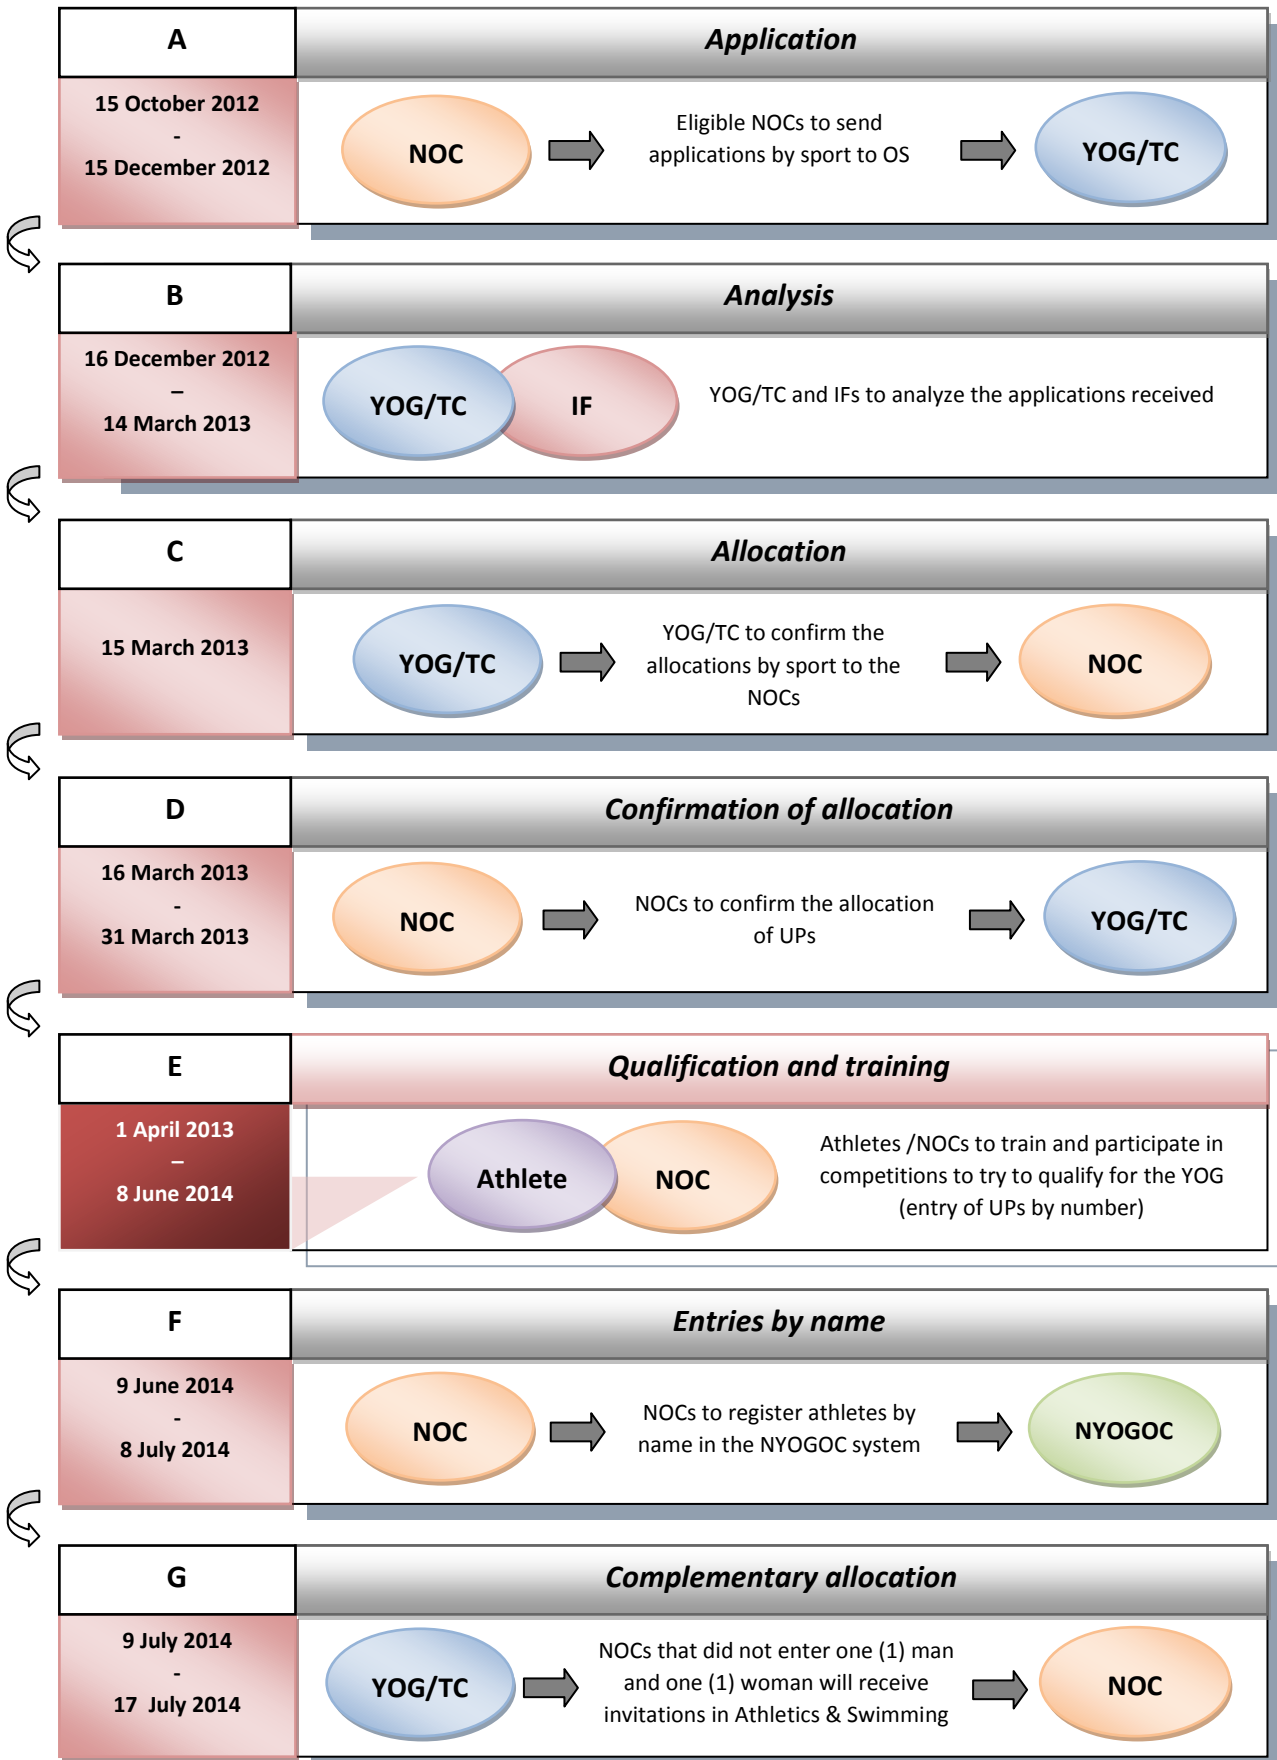 A
Application
15 October 2012
-
15 December 2012
NOC
Eligible NOCs to send
applications by sport to OS
YOG/TC
B
Analysis
16 December 2012
–
14 March 2013
YOG/TC
IF
YOG/TC and IFs to analyze the applications received
C
Allocation
15 March 2013
YOG/TC
YOG/TC to confirm the
allocations by sport to the
NOCs
NOC
D
Confirmation of allocation
16 March 2013
-
31 March 2013
NOC
NOCs to confirm the allocation
of UPs
YOG/TC
E
Qualification and training
1 April 2013
–
8 June 2014
Athlete
NOC
Athletes /NOCs to train and participate in
competitions to try to qualify for the YOG
(entry of UPs by number)
F
Entries by name
9 June 2014
-
8 July 2014
NOC
NOCs to register athletes by
name in the NYOGOC system
NYOGOC
G
Complementary allocation
9 July 2014
-
17 July 2014
YOG/TC
NOCs that did not enter one (1) man
and one (1) woman will receive
invitations in Athletics & Swimming
NOC